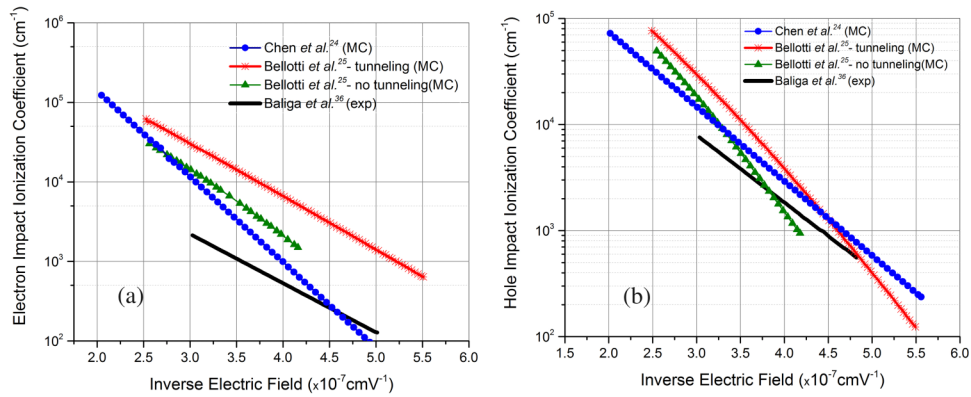 Electron Impact Ionization Coefficient (cm⁻¹)
10⁶
10⁵
10⁴
10³
10²
Chen et al.²⁴ (MC)
Bellotti et al.²⁵- tunneling (MC)
Bellotti et al.²⁵ - no tunneling(MC)
Baliga et al.³⁶ (exp)
(a)
2.0 2.5 3.0 3.5 4.0 4.5 5.0 5.5 6.0
Inverse Electric Field (x10⁻⁷cmV⁻¹)
Hole Impact Ionization Coefficient (cm⁻¹)
10⁵
10⁴
10³
10²
Chen et al.²⁴ (MC)
Bellotti et al.²⁵- tunneling (MC)
Bellotti et al.²⁵ - no tunneling(MC)
Baliga et al.³⁶ (exp)
(b)
1.5 2.0 2.5 3.0 3.5 4.0 4.5 5.0 5.5 6.0
Inverse Electric Field (x10⁻⁷cmV⁻¹)